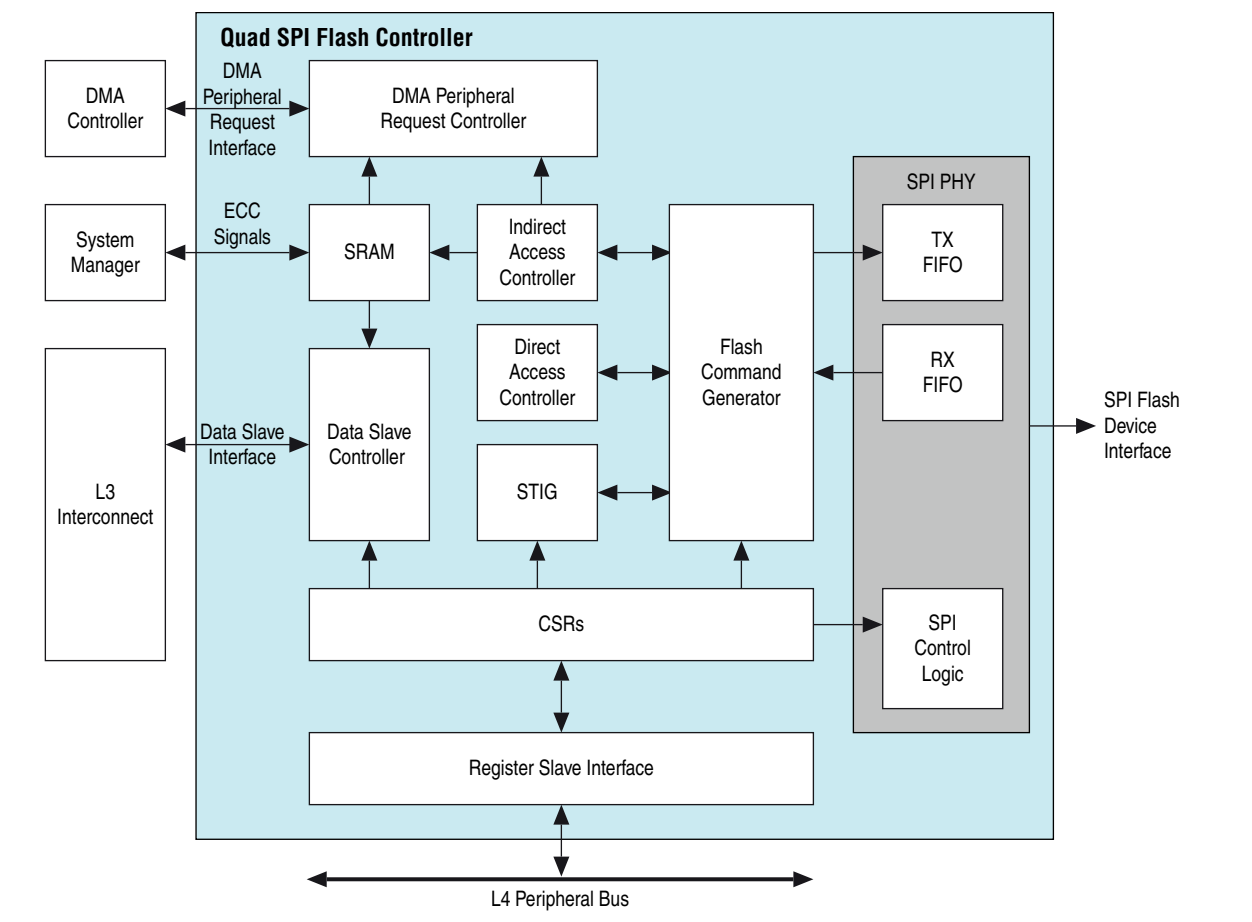 Quad SPI Flash Controller
DMA
Controller
DMA
Peripheral
Request
Interface
DMA Peripheral
Request Controller
SPI PHY
System
Manager
ECC
Signals
SRAM
Indirect
Access
Controller
TX
FIFO
Direct
Access
Controller
Flash
Command
Generator
RX
FIFO
SPI Flash
Device
Interface
L3
Interconnect
Data Slave
Interface
Data Slave
Controller
STIG
CSRs
SPI
Control
Logic
Register Slave Interface
L4 Peripheral Bus